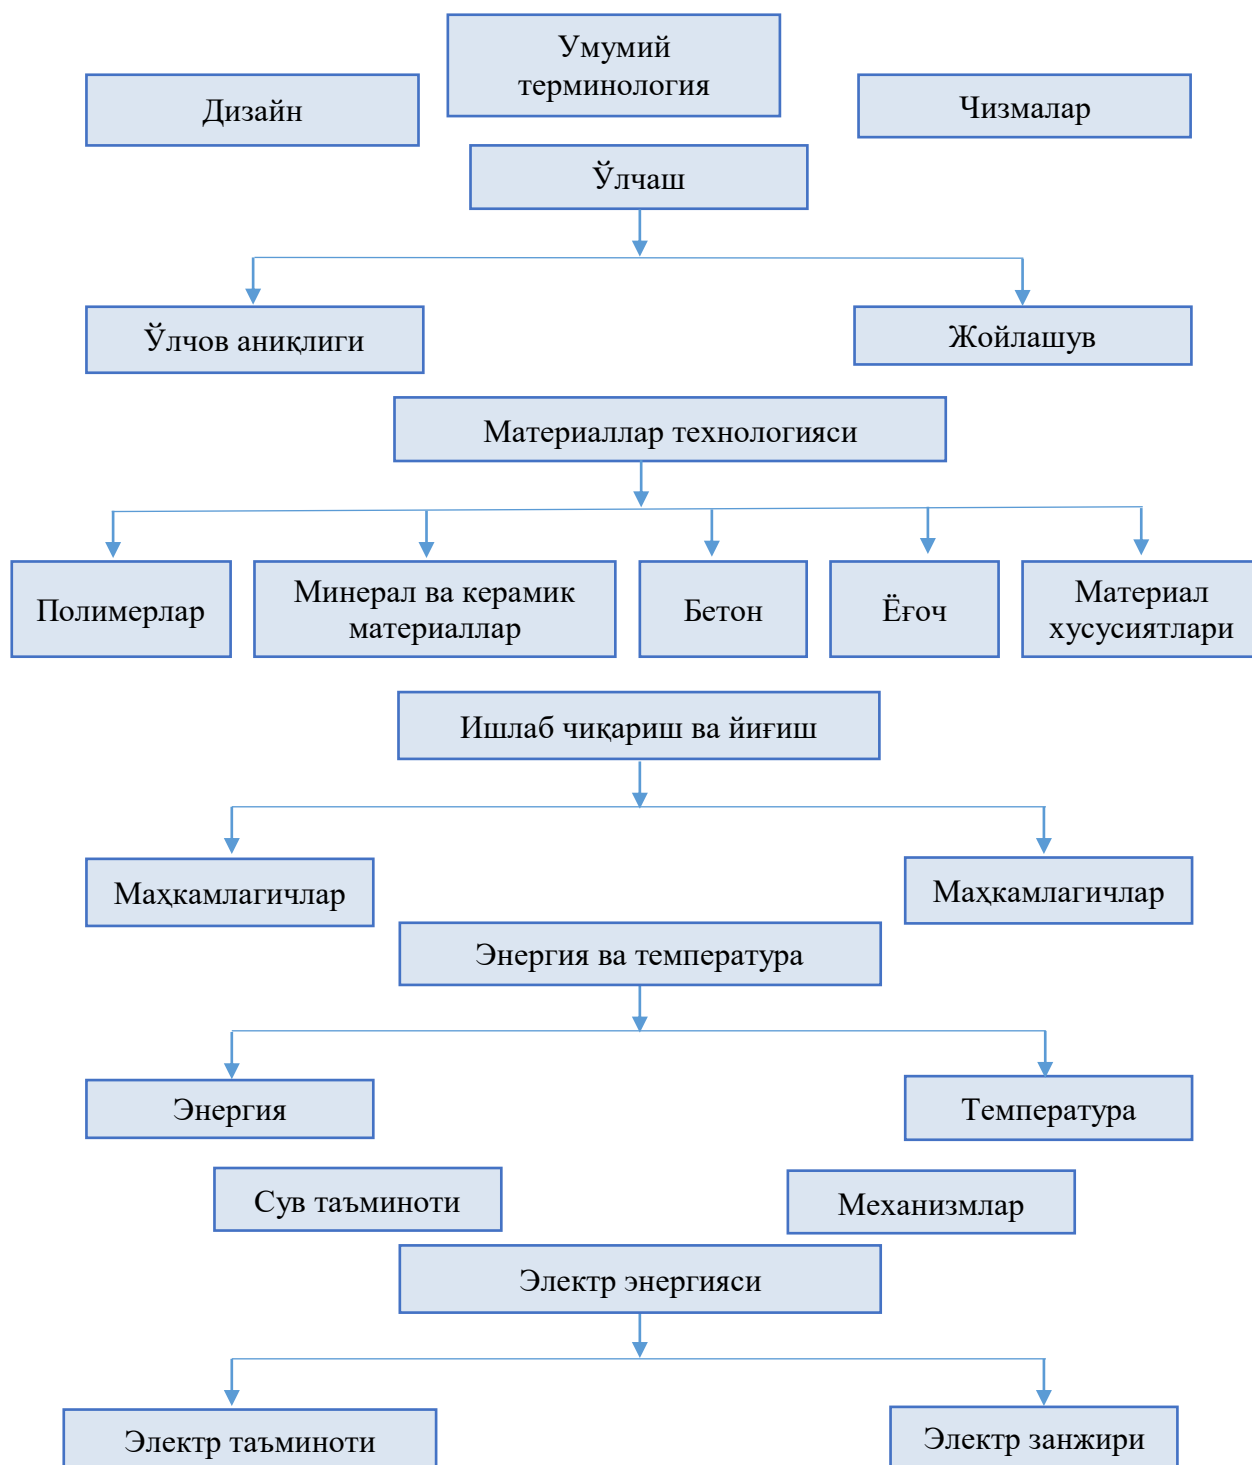 Умумий
терминология
Дизайн
Чизмалар
Ўлчаш
Ўлчов аниқлиги
Жойлашув
Материаллар технологияси
Полимерлар
Минерал ва керамик
материаллар
Бетон
Ёғоч
Материал
хусусиятлари
Ишлаб чиқариш ва йиғиш
Маҳкамлагичлар
Маҳкамлагичлар
Энергия ва температура
Энергия
Температура
Сув таъминоти
Механизмлар
Электр энергияси
Электр таъминоти
Электр занжири